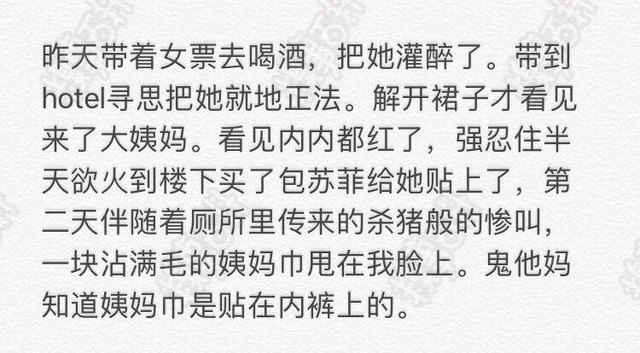 昨天带着女票去喝酒，把她灌醉了。带到
hotel寻思把她就地正法。解开裙子才看见
来了大姨妈。看见内内都红了，强忍住半
天欲火到楼下买了包苏菲给她贴上了，第
二天伴随着厕所里传来的杀猪般的惨叫，
一块沾满毛的姨妈巾甩在我脸上。鬼他妈
知道姨妈巾是贴在内裤上的。